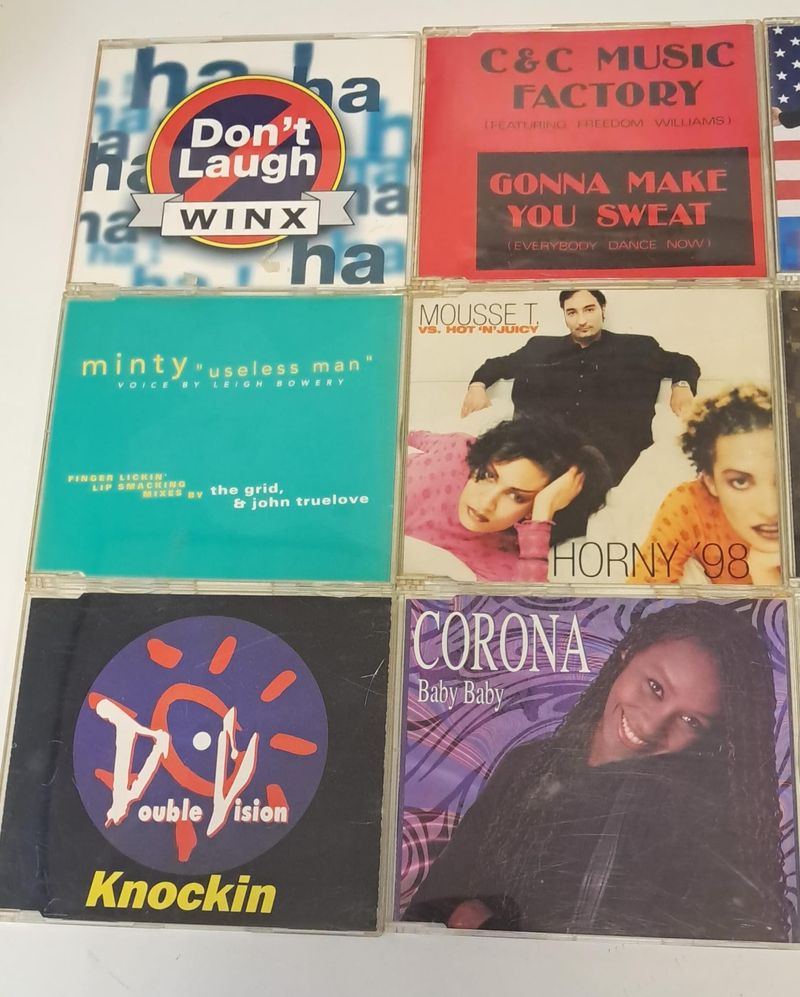 ha
ha
ha
ha
ha
ha
ha
Don't
Laugh
WINX
C&C MUSIC
FACTORY
(FEATURING FREEDOM WILLIAMS)
GONNA MAKE
YOU SWEAT
(EVERYBODY DANCE NOW)
minty "useless man"
VOICE BY LEIGH BOWERY
FINGER LICKIN'
LIP SMACKING
MIXES BY the grid,
& john truelove
MOUSSE T.
VS. HOT 'N' JUICY
HORNY '98
Double Vision
Knockin
CORONA
Baby Baby